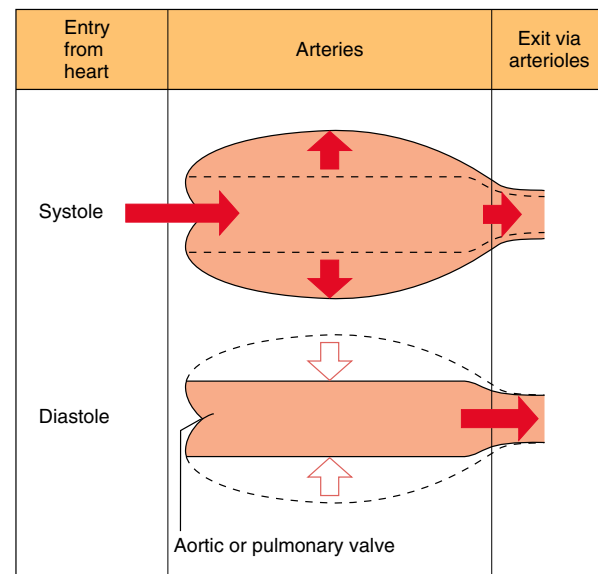 Entry
from
heart
Arteries
Exit via
arterioles
Systole
Diastole
Aortic or pulmonary valve